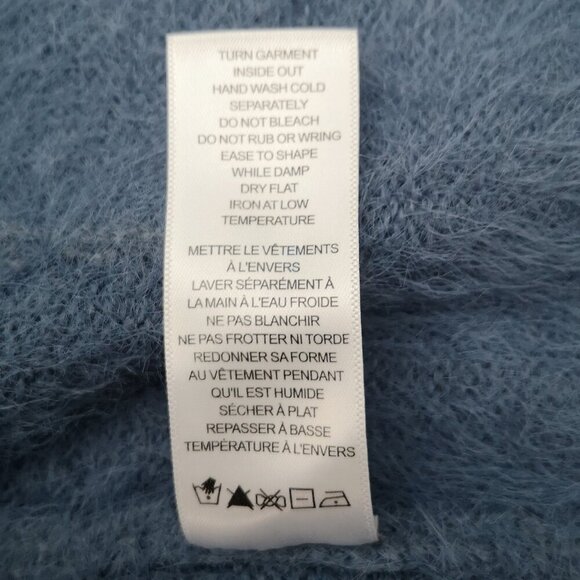 TURN GARMENT
INSIDE OUT
HAND WASH COLD
SEPARATELY
DO NOT BLEACH
DO NOT RUB OR WRING
EASE TO SHAPE
WHILE DAMP
DRY FLAT
IRON AT LOW
TEMPERATURE
METTRE LE VÊTEMENTS
À L'ENVERS
LAVER SÉPARÉMENT À
LA MAIN À L'EAU FROIDE
NE PAS BLANCHIR
NE PAS FROTTER NI TORDE
REDONNER SA FORME
AU VÊTEMENT PENDANT
QU'IL EST HUMIDE
SÉCHER À PLAT
REPASSER À BASSE
TEMPÉRATURE À L'ENVERS